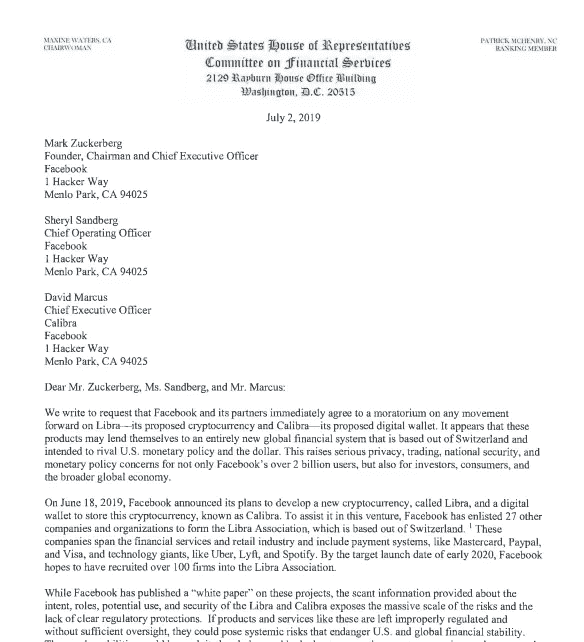 MAXINE WATERS, CA
CHAIRWOMAN
United States House of Representatives
Committee on Financial Services
2129 Rayburn House Office Building
Washington, D.C. 20515
PATRICK MCHENRY, NC
RANKING MEMBER
July 2, 2019
Mark Zuckerberg
Founder, Chairman and Chief Executive Officer
Facebook
1 Hacker Way
Menlo Park, CA 94025
Sheryl Sandberg
Chief Operating Officer
Facebook
1 Hacker Way
Menlo Park, CA 94025
David Marcus
Chief Executive Officer
Calibra
Facebook
1 Hacker Way
Menlo Park, CA 94025
Dear Mr. Zuckerberg, Ms. Sandberg, and Mr. Marcus:
We write to request that Facebook and its partners immediately agree to a moratorium on any movement
forward on Libra—its proposed cryptocurrency and Calibra—its proposed digital wallet. It appears that these
products may lend themselves to an entirely new global financial system that is based out of Switzerland and
intended to rival U.S. monetary policy and the dollar. This raises serious privacy, trading, national security, and
monetary policy concerns for not only Facebook's over 2 billion users, but also for investors, consumers, and
the broader global economy.
On June 18, 2019, Facebook announced its plans to develop a new cryptocurrency, called Libra, and a digital
wallet to store this cryptocurrency, known as Calibra. To assist it in this venture, Facebook has enlisted 27 other
companies and organizations to form the Libra Association, which is based out of Switzerland. 1 These
companies span the financial services and retail industry and include payment systems, like Mastercard, Paypal,
and Visa, and technology giants, like Uber, Lyft, and Spotify. By the target launch date of early 2020, Facebook
hopes to have recruited over 100 firms into the Libra Association.
While Facebook has published a "white paper" on these projects, the scant information provided about the
intent, roles, potential use, and security of the Libra and Calibra exposes the massive scale of the risks and the
lack of clear regulatory protections. If products and services like these are left improperly regulated and
without sufficient oversight, they could pose systemic risks that endanger U.S. and global financial stability.